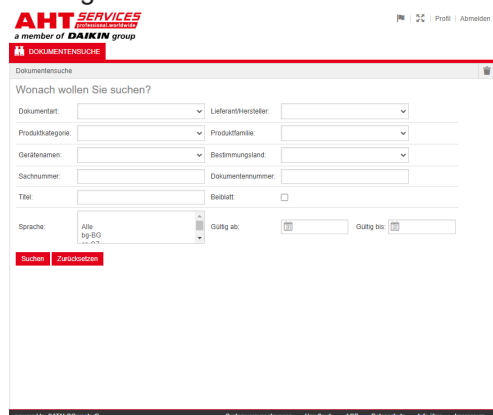 AHT SERVICES
professional.worldwide
a member of DAIKIN group
Profil | Abmelden
DOKUMENTENSUCHE
Dokumentensuche
Wonach wollen Sie suchen?
Dokumentart: Lieferant/Hersteller:
Produktkategorie: Produktfamilie:
Gerätenamen: Bestimmungsland:
Sachnummer: Dokumentennummer:
Titel: Beiblatt:
Sprache: Alle Gültig ab: Gültig bis:
bg-BG
Suchen Zurücksetzen